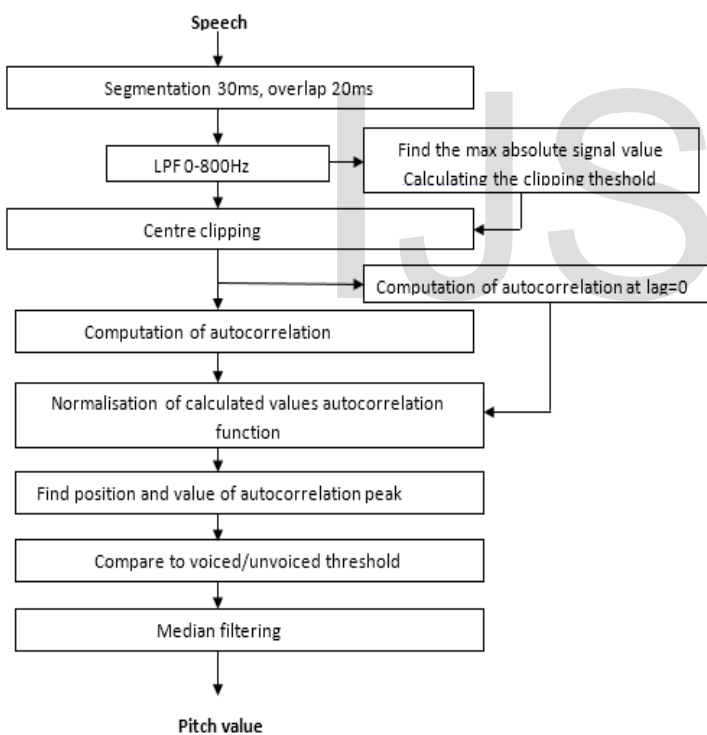 Speech
Segmentation 30ms, overlap 20ms
LPF 0-800Hz
Find the max absolute signal value
Calculating the clipping theshold
Centre clipping
Computation of autocorrelation at lag=0
Computation of autocorrelation
Normalisation of calculated values autocorrelation
function
Find position and value of autocorrelation peak
Compare to voiced/unvoiced threshold
Median filtering
Pitch value
IJS